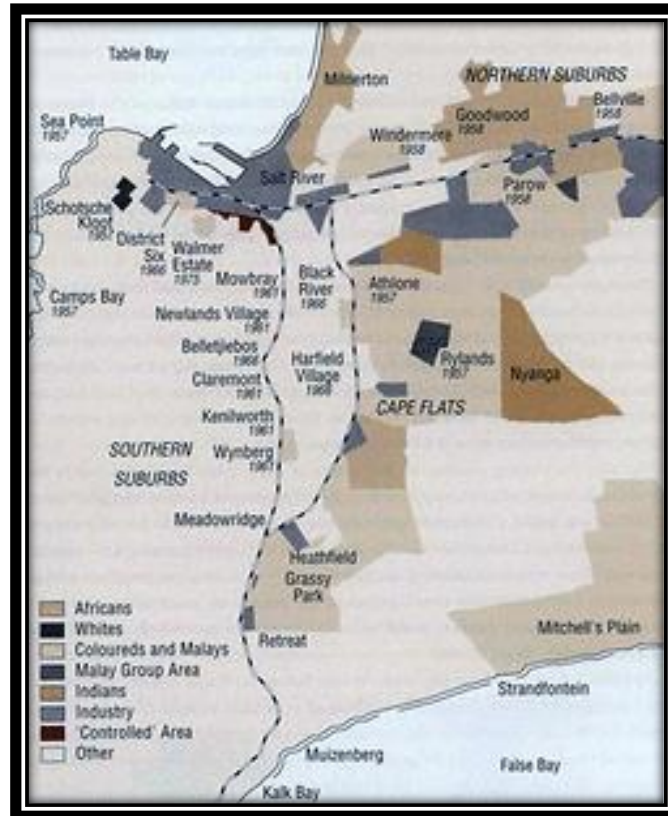 Table Bay
Milderton
NORTHERN SUBURBS
Bellville
1958
Goodwood
1958
Sea Point
1957
Windermere
1958
Salt River
Parow
1958
Schotsche
Kloof
1957
District
Six
1966
Walmer
Estate
1975
Mowbray
1961
Black
River
1966
Athlone
1957
Camps Bay
1957
Newlands Village
1961
Belletjiebos
1966
Claremont
1961
Harfield
Village
1968
Rylands
1957
Nyanga
CAPE FLATS
Kenilworth
1961
SOUTHERN
SUBURBS
Wynberg
1961
Meadowridge
Heathfield
Grassy
Park
Retreat
Mitchell's Plain
Strandfontein
Muizenberg
False Bay
Kalk Bay
Africans
Whites
Coloureds and Malays
Malay Group Area
Indians
Industry
'Controlled' Area
Other